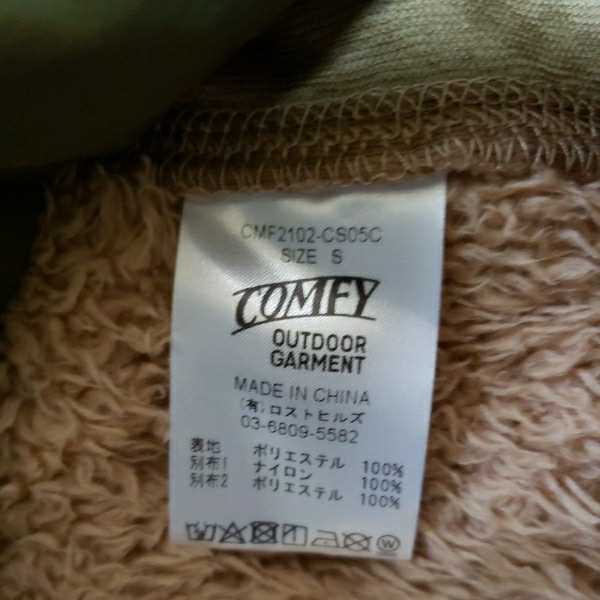 CMF2102-CS05C
SIZE S
COMFY
OUTDOOR
GARMENT
MADE IN CHINA
(有)ロストヒルズ
03-6809-5582
表地 ポリエステル 100%
別布1 ナイロン 100%
別布2 ポリエステル 100%
W